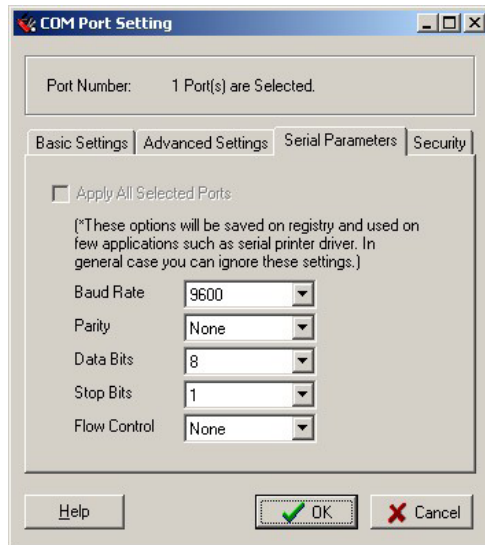 COM Port Setting
Port Number: 1 Port(s) are Selected.
Basic Settings Advanced Settings Serial Parameters Security
Apply All Selected Ports
(*These options will be saved on registry and used on
few applications such as serial printer driver. In
general case you can ignore these settings.)
Baud Rate 9600
Parity None
Data Bits 8
Stop Bits 1
Flow Control None
Help OK Cancel